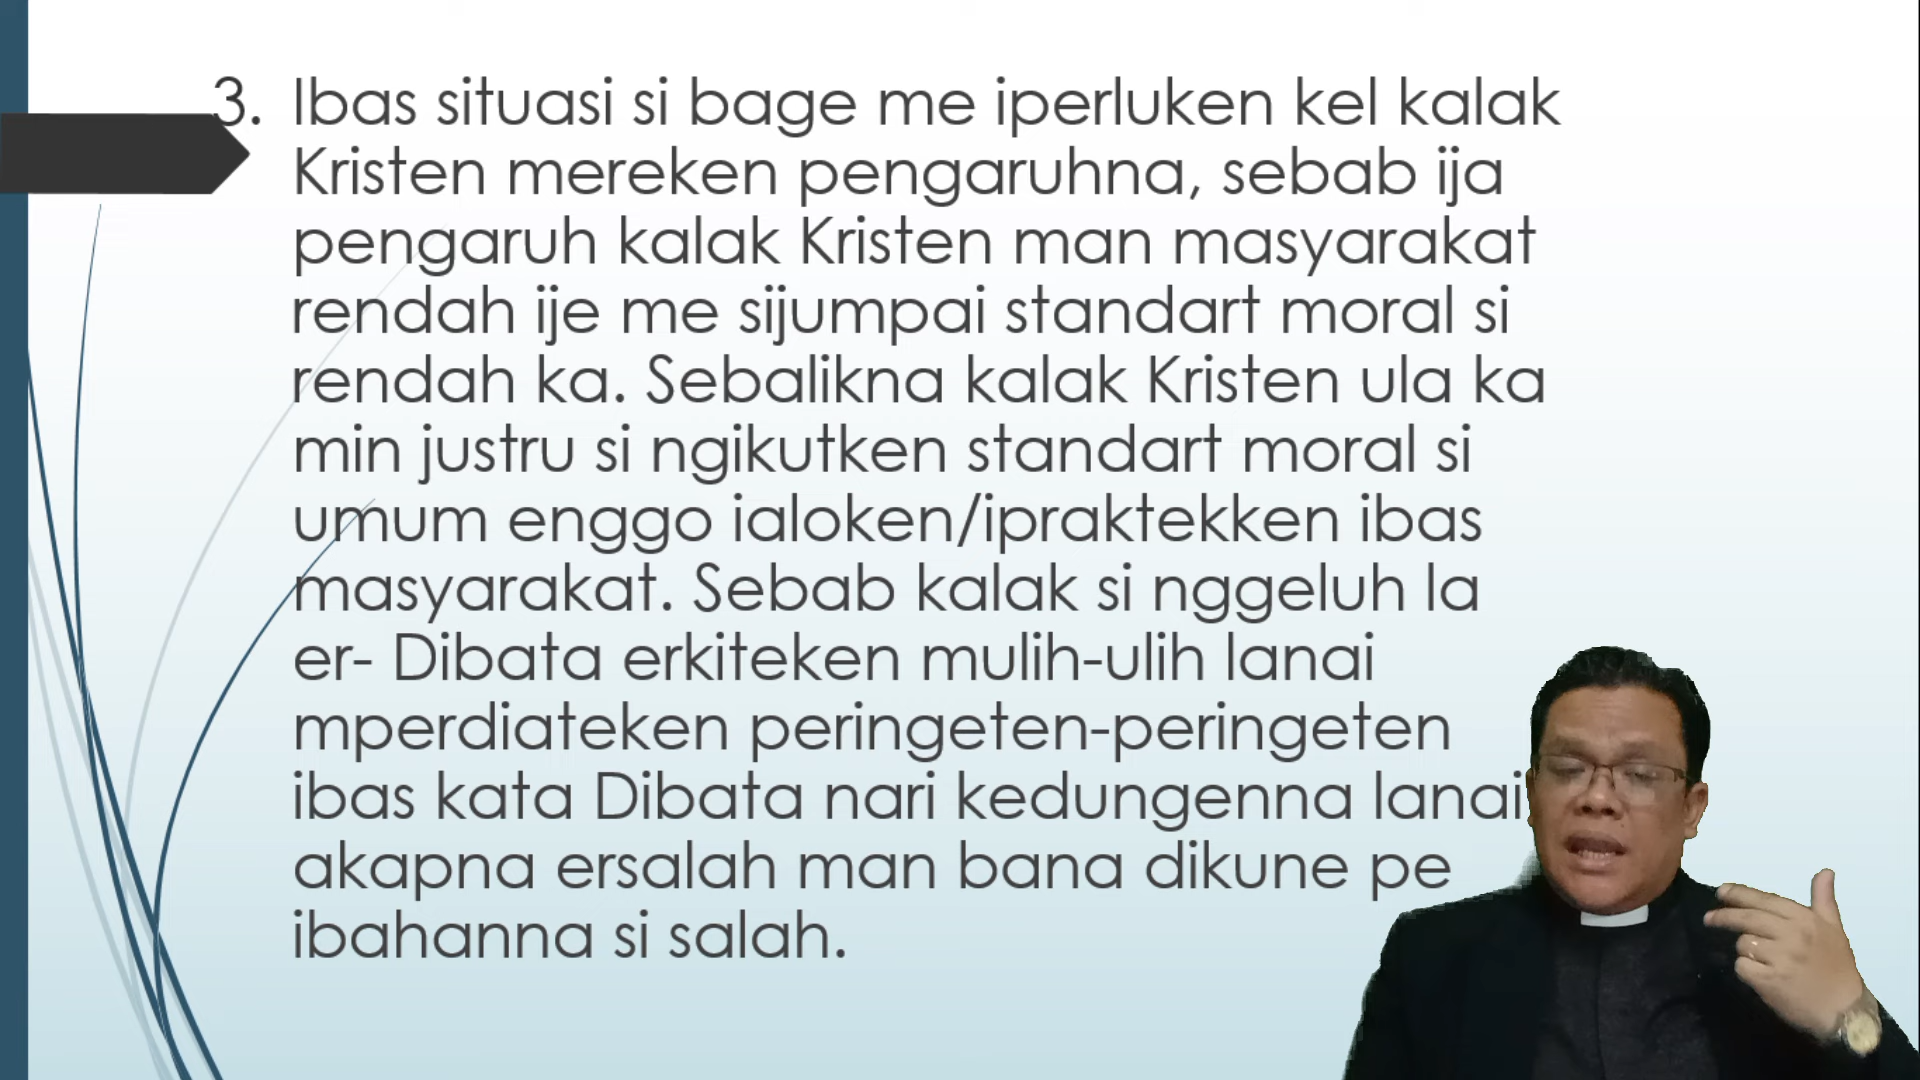 3. Ibas situasi si bage me iperluken kel kalak
Kristen mereken pengaruhna, sebab ija
pengaruh kalak Kristen man masyarakat
rendah ije me sijumpai standart moral si
rendah ka. Sebalikna kalak Kristen ula ka
min justru si ngikutken standart moral si
umum enggo ialoken/ipraktekken ibas
masyarakat. Sebab kalak si nggeluh la
er- Dibata erkiteken mulih-ulih lanai
mperdiateken peringeten-peringeten
ibas kata Dibata nari kedungenna lanai
akapna ersalah man bana dikune pe
ibahanna si salah.